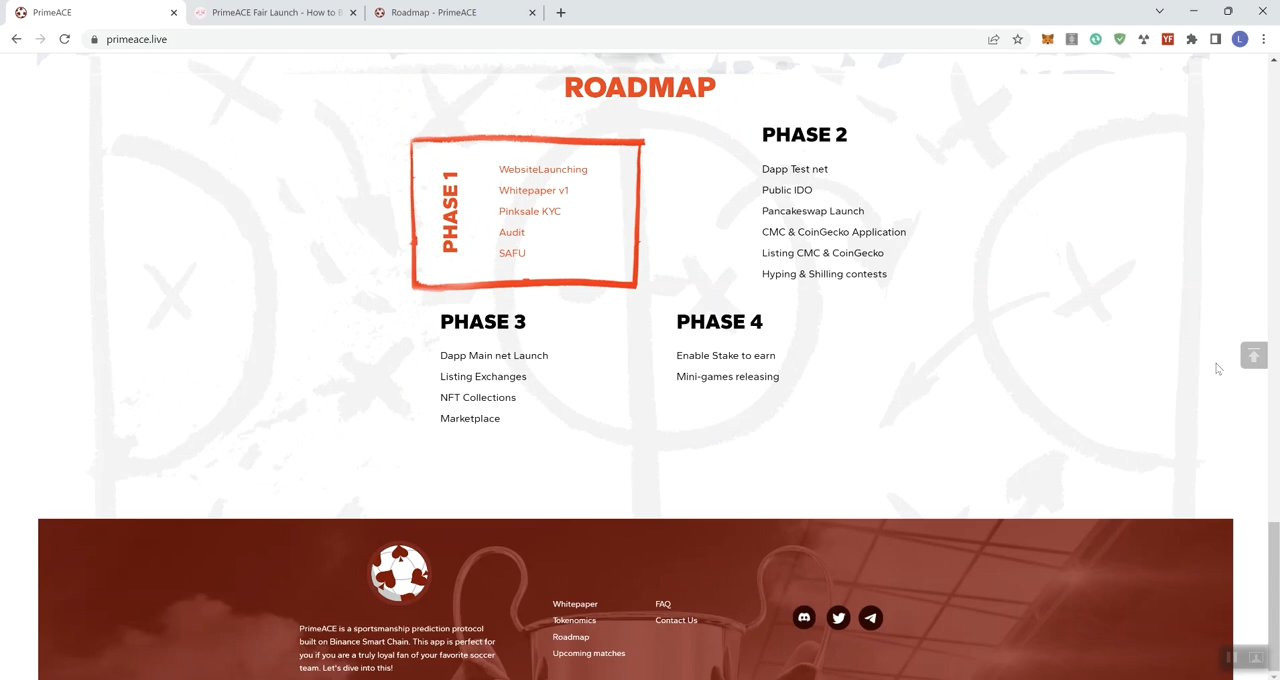 PrimeACE
PrimeACE Fair Launch - How to B
Roadmap - PrimeACE
primeace.live
YF
L
ROADMAP
PHASE 1
WebsiteLaunching
Whitepaper v1
Pinksale KYC
Audit
SAFU
PHASE 2
Dapp Test net
Public IDO
Pancakeswap Launch
CMC & CoinGecko Application
Listing CMC & CoinGecko
Hyping & Shilling contests
PHASE 3
Dapp Main net Launch
Listing Exchanges
NFT Collections
Marketplace
PHASE 4
Enable Stake to earn
Mini-games releasing
PrimeACE is a sportsmanship prediction protocol
built on Binance Smart Chain. This app is perfect for
you if you are a truly loyal fan of your favorite soccer
team. Let's dive into this!
Whitepaper
Tokenomics
Roadmap
Upcoming matches
FAQ
Contact Us